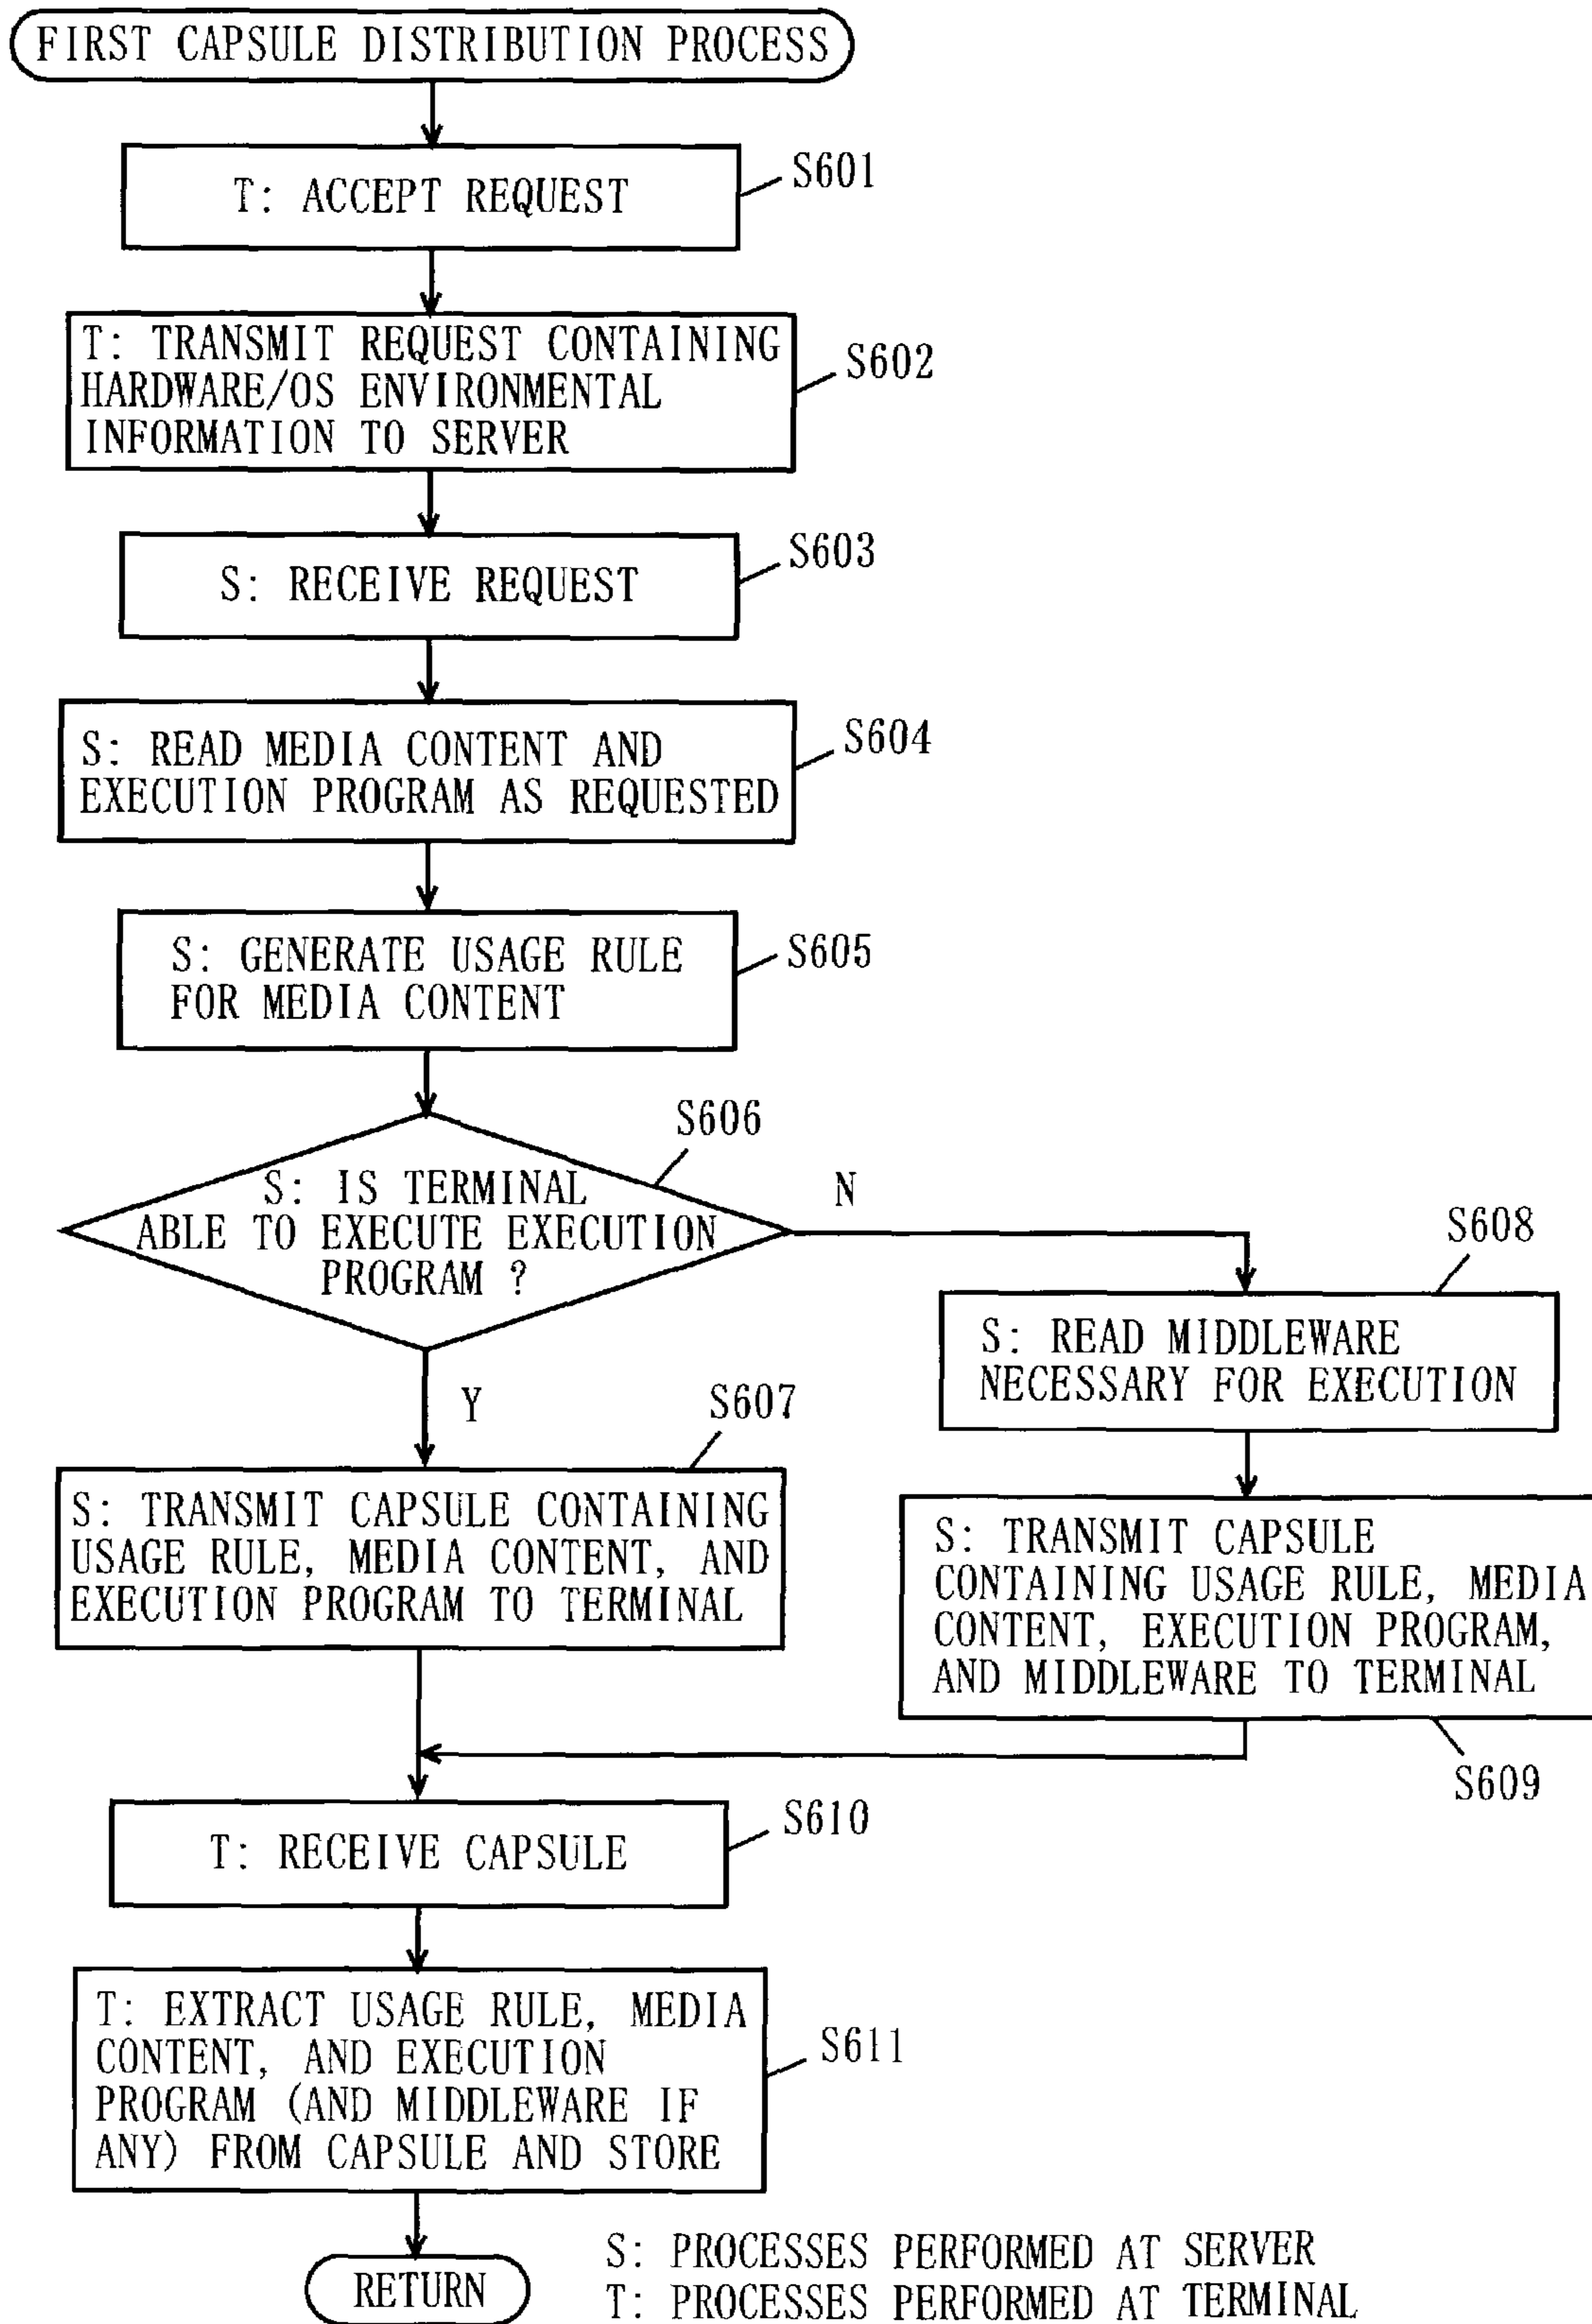 FIRST CAPSULE DISTRIBUTION PROCESS
T: ACCEPT REQUEST
S601
T: TRANSMIT REQUEST CONTAINING
HARDWARE/OS ENVIRONMENTAL
INFORMATION TO SERVER
S602
S: RECEIVE REQUEST
S603
S: READ MEDIA CONTENT AND
EXECUTION PROGRAM AS REQUESTED
S604
S: GENERATE USAGE RULE
FOR MEDIA CONTENT
S605
S: IS TERMINAL
ABLE TO EXECUTE EXECUTION
PROGRAM ?
S606
N
Y
S608
S: READ MIDDLEWARE
NECESSARY FOR EXECUTION
S607
S: TRANSMIT CAPSULE CONTAINING
USAGE RULE, MEDIA CONTENT, AND
EXECUTION PROGRAM TO TERMINAL
S: TRANSMIT CAPSULE
CONTAINING USAGE RULE, MEDIA
CONTENT, EXECUTION PROGRAM,
AND MIDDLEWARE TO TERMINAL
S609
T: RECEIVE CAPSULE
S610
T: EXTRACT USAGE RULE, MEDIA
CONTENT, AND EXECUTION
PROGRAM (AND MIDDLEWARE IF
ANY) FROM CAPSULE AND STORE
S611
RETURN
S: PROCESSES PERFORMED AT SERVER
T: PROCESSES PERFORMED AT TERMINAL